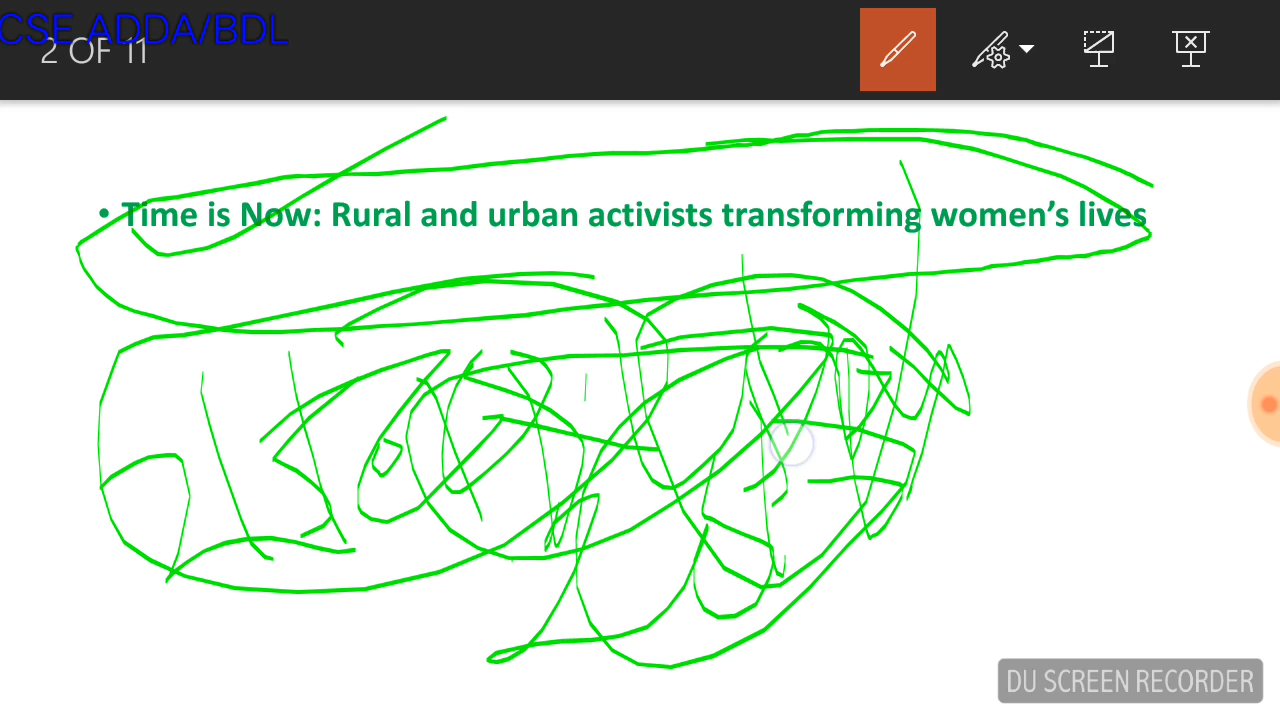 CSE ADDA/BDL
2 OF 11
• Time is Now: Rural and urban activists transforming women's lives
DU SCREEN RECORDER